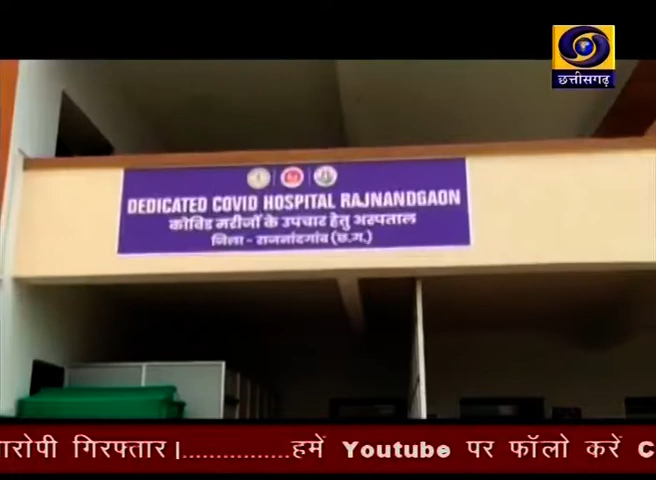 छत्तीसगढ़
DEDICATED COVID HOSPITAL RAJNANDGAON
कोविड मरीजों के उपचार हेतु अस्पताल
जिला - राजनांदगांव (छ.ग.)
गिरफ्तार |................हमें Youtube पर फॉलो करें